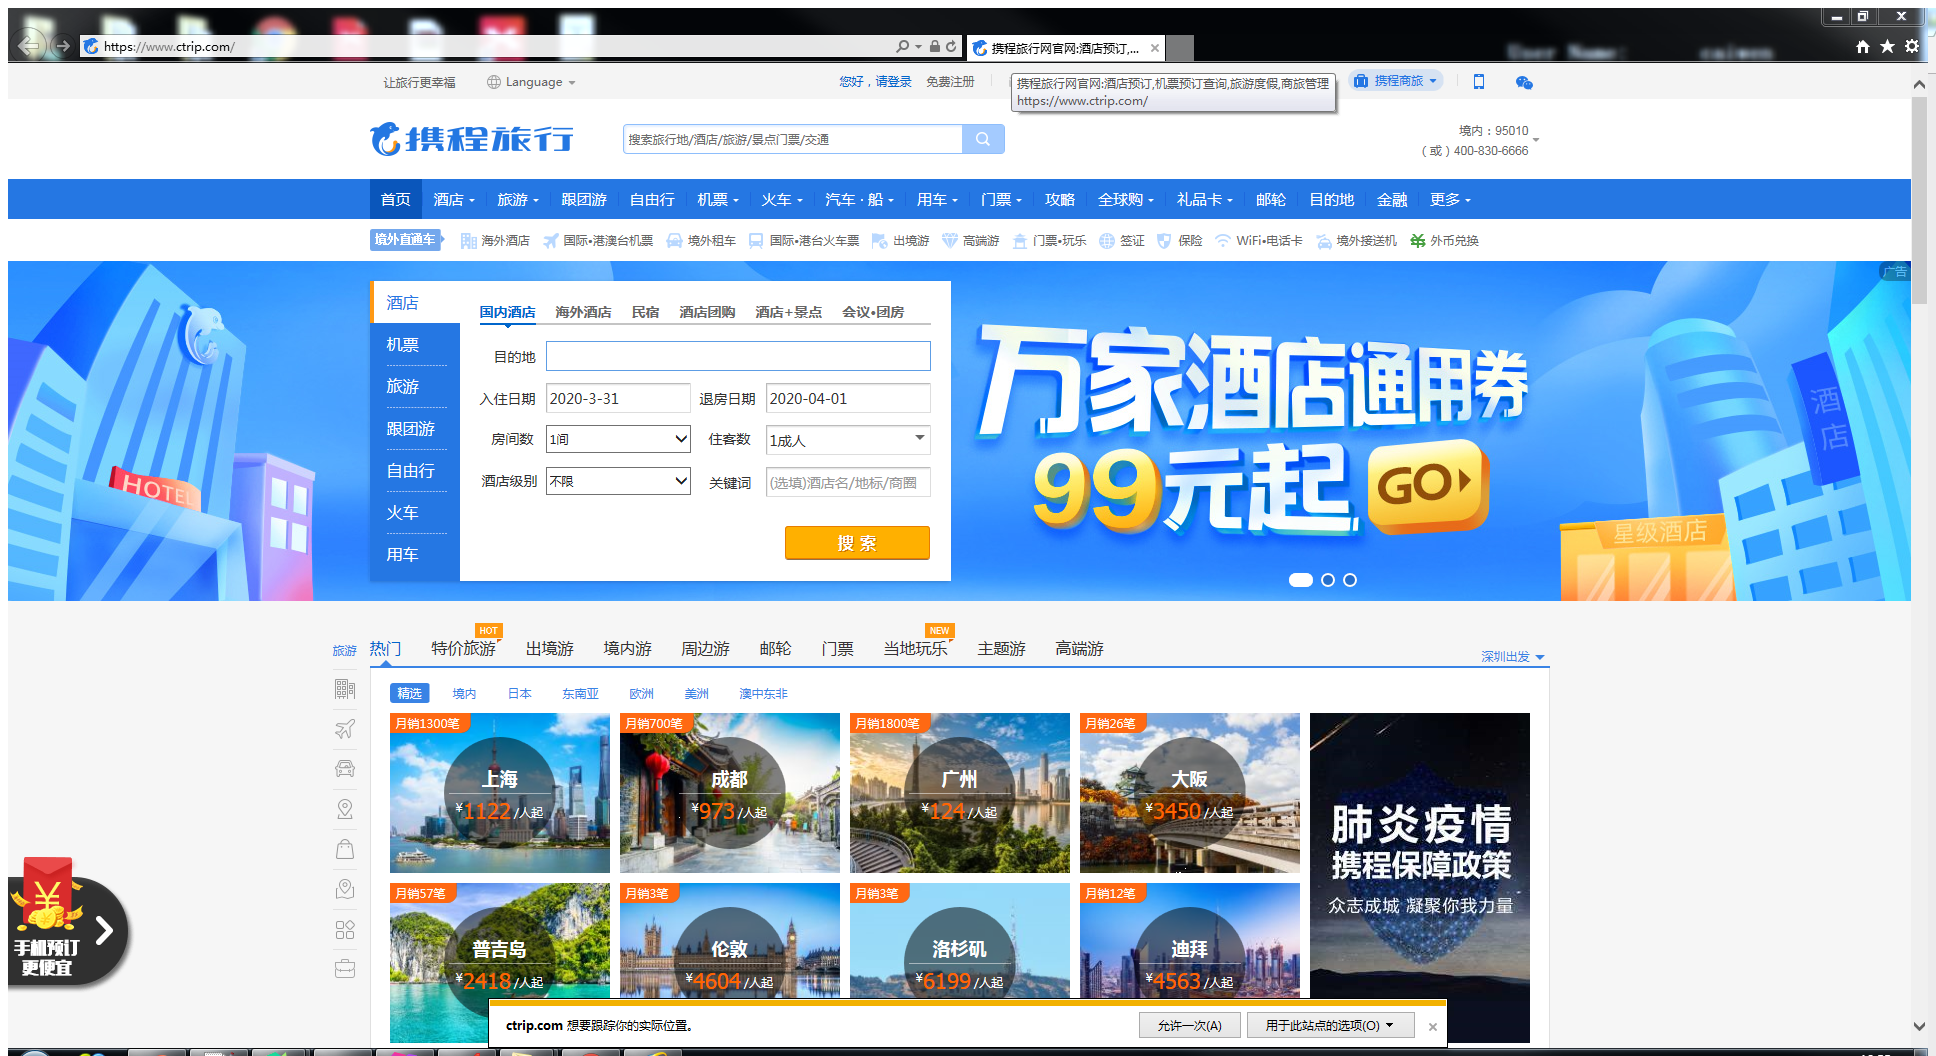 User Name: caiwen
https://www.ctrip.com/
携程旅行网官网:酒店预订,...
让旅行更幸福
Language
您好，请登录
免费注册
携程旅行网官网:酒店预订,机票预订查询,旅游度假,商旅管理
https://www.ctrip.com/
携程商旅
携程旅行
搜索旅行地/酒店/旅游/景点门票/交通
境内：95010
（或）400-830-6666
首页 酒店 旅游 跟团游 自由行 机票 火车 汽车·船 用车 门票 攻略 全球购 礼品卡 邮轮 目的地 金融 更多
境外直通车 海外酒店 国际•港澳台机票 境外租车 国际•港台火车票 出境游 高端游 门票•玩乐 签证 保险 WiFi•电话卡 境外接送机 外币兑换
广告
酒店
机票
旅游
跟团游
自由行
火车
用车
国内酒店 海外酒店 民宿 酒店团购 酒店+景点 会议•团房
目的地
入住日期 2020-3-31 退房日期 2020-04-01
房间数 1间 住客数 1成人
酒店级别 不限 关键词 (选填)酒店名/地标/商圈
搜 索
HOTEL
万家酒店通用券
99元起 GO
酒店
星级酒店
旅游
HOT
NEW
热门 特价旅游 出境游 境内游 周边游 邮轮 门票 当地玩乐 主题游 高端游
深圳出发
精选 境内 日本 东南亚 欧洲 美洲 澳中东非
月销1300笔
上海
¥1122/人起
月销700笔
成都
¥973/人起
月销1800笔
广州
¥124/人起
月销26笔
大阪
¥3450/人起
肺炎疫情
携程保障政策
众志成城 凝聚你我力量
月销57笔
普吉岛
¥2418/人起
月销3笔
伦敦
¥4604/人起
月销3笔
洛杉矶
¥6199/人起
月销12笔
迪拜
¥4563/人起
¥
手机预订
更便宜
ctrip.com 想要跟踪你的实际位置。
允许一次(A)
用于此站点的选项(O)